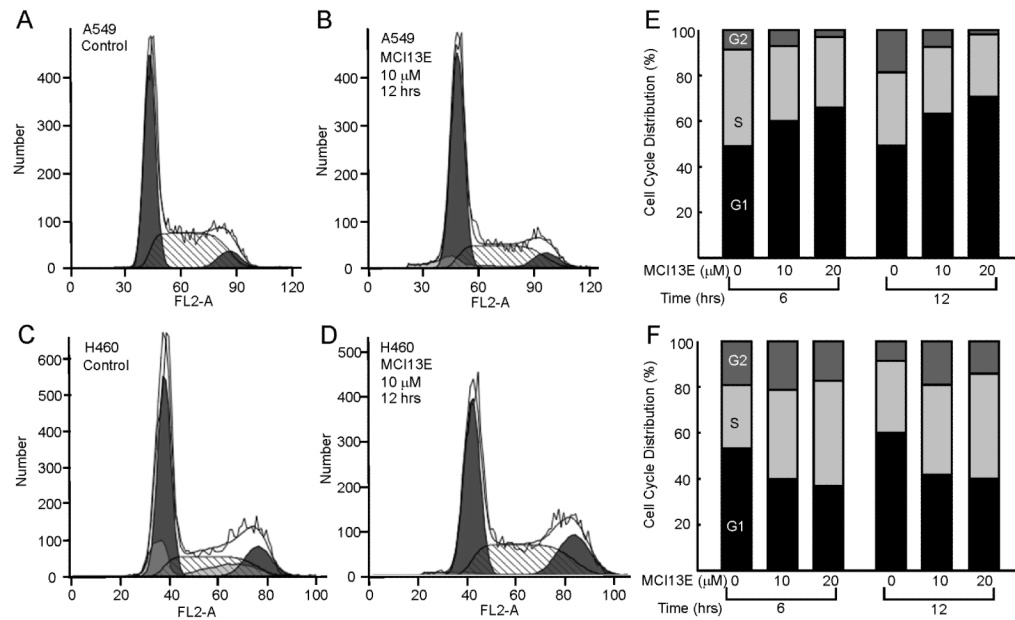 A
A549
Control
Number
400
300
200
100
0
0 30 60 90 120
FL2-A
B
A549
MCI13E
10 μM
12 hrs
Number
400
300
200
100
0
0 30 60 90 120
FL2-A
C
H460
Control
Number
600
500
400
300
200
100
0
0 20 40 60 80 100
FL2-A
D
H460
MCI13E
10 μM
12 hrs
Number
500
400
300
200
100
0
0 20 40 60 80 100
FL2-A
E
Cell Cycle Distribution (%)
100
80
60
40
20
G2
S
G1
MCI13E (μM) 0 10 20 0 10 20
Time (hrs) 6 12
F
Cell Cycle Distribution (%)
100
80
60
40
20
G2
S
G1
MCI13E (μM) 0 10 20 0 10 20
Time (hrs) 6 12